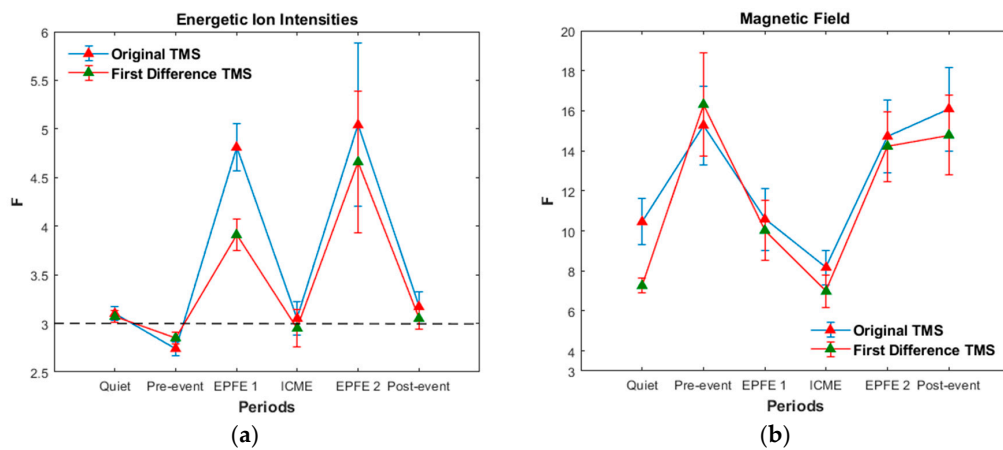 Energetic Ion Intensities
6
5.5
5
4.5
4
3.5
3
2.5
F
Original TMS
First Difference TMS
Quiet Pre-event EPFE 1 ICME EPFE 2 Post-event
Periods
(a)
Magnetic Field
20
18
16
14
12
10
8
6
4
3
F
Original TMS
First Difference TMS
Quiet Pre-event EPFE 1 ICME EPFE 2 Post-event
Periods
(b)